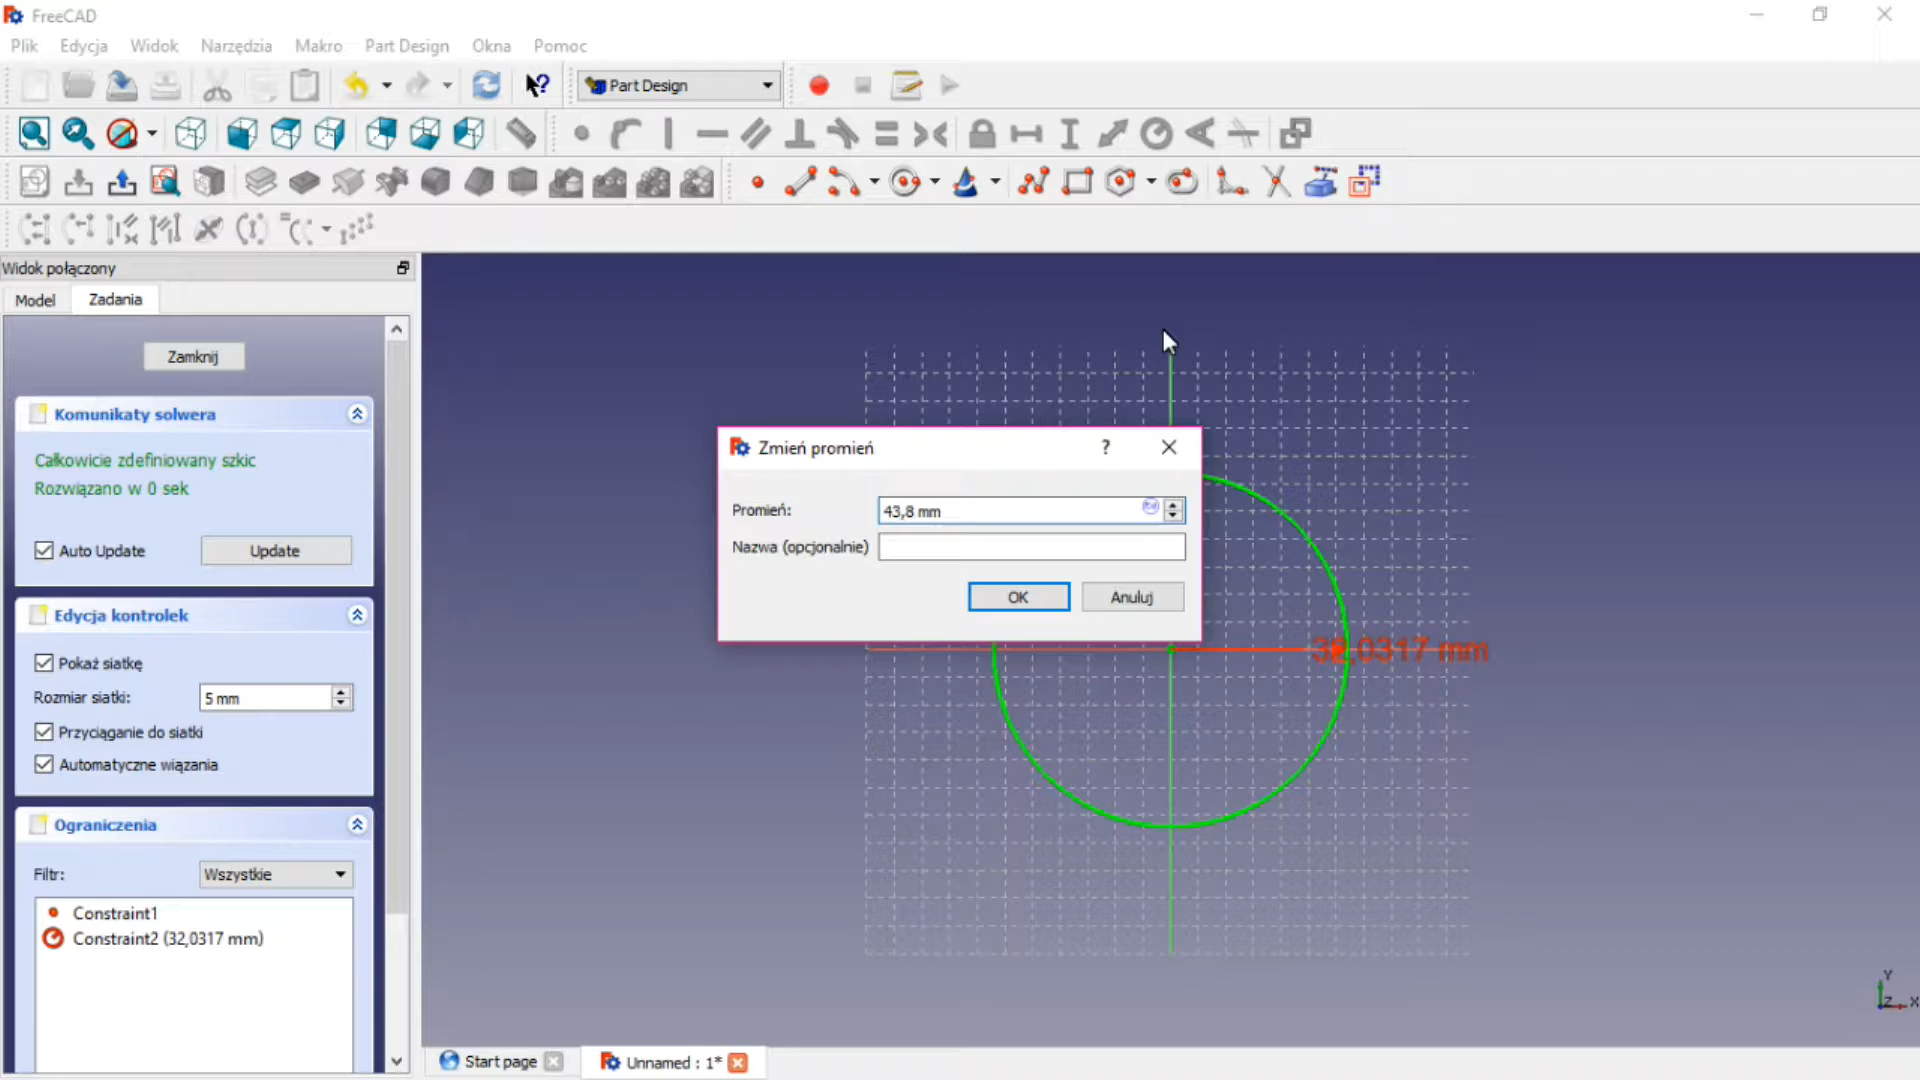 FreeCAD
Plik Edycja Widok Narzędzia Makro Part Design Okna Pomoc
Part Design
Widok połączony
Model Zadania
Zamknij
Komunikaty solwera
Całkowicie zdefiniowany szkic
Rozwiązano w 0 sek
Auto Update Update
Edycja kontrolek
Pokaż siatkę
Rozmiar siatki: 5 mm
Przyciąganie do siatki
Automatyczne wiązania
Ograniczenia
Filtr: Wszystkie
Constraint1
Constraint2 (32,0317 mm)
Zmień promień ?
Promień: 43,8 mm
Nazwa (opcjonalnie)
OK Anuluj
32,0317 mm
Y
Z X
Start page Unnamed : 1*